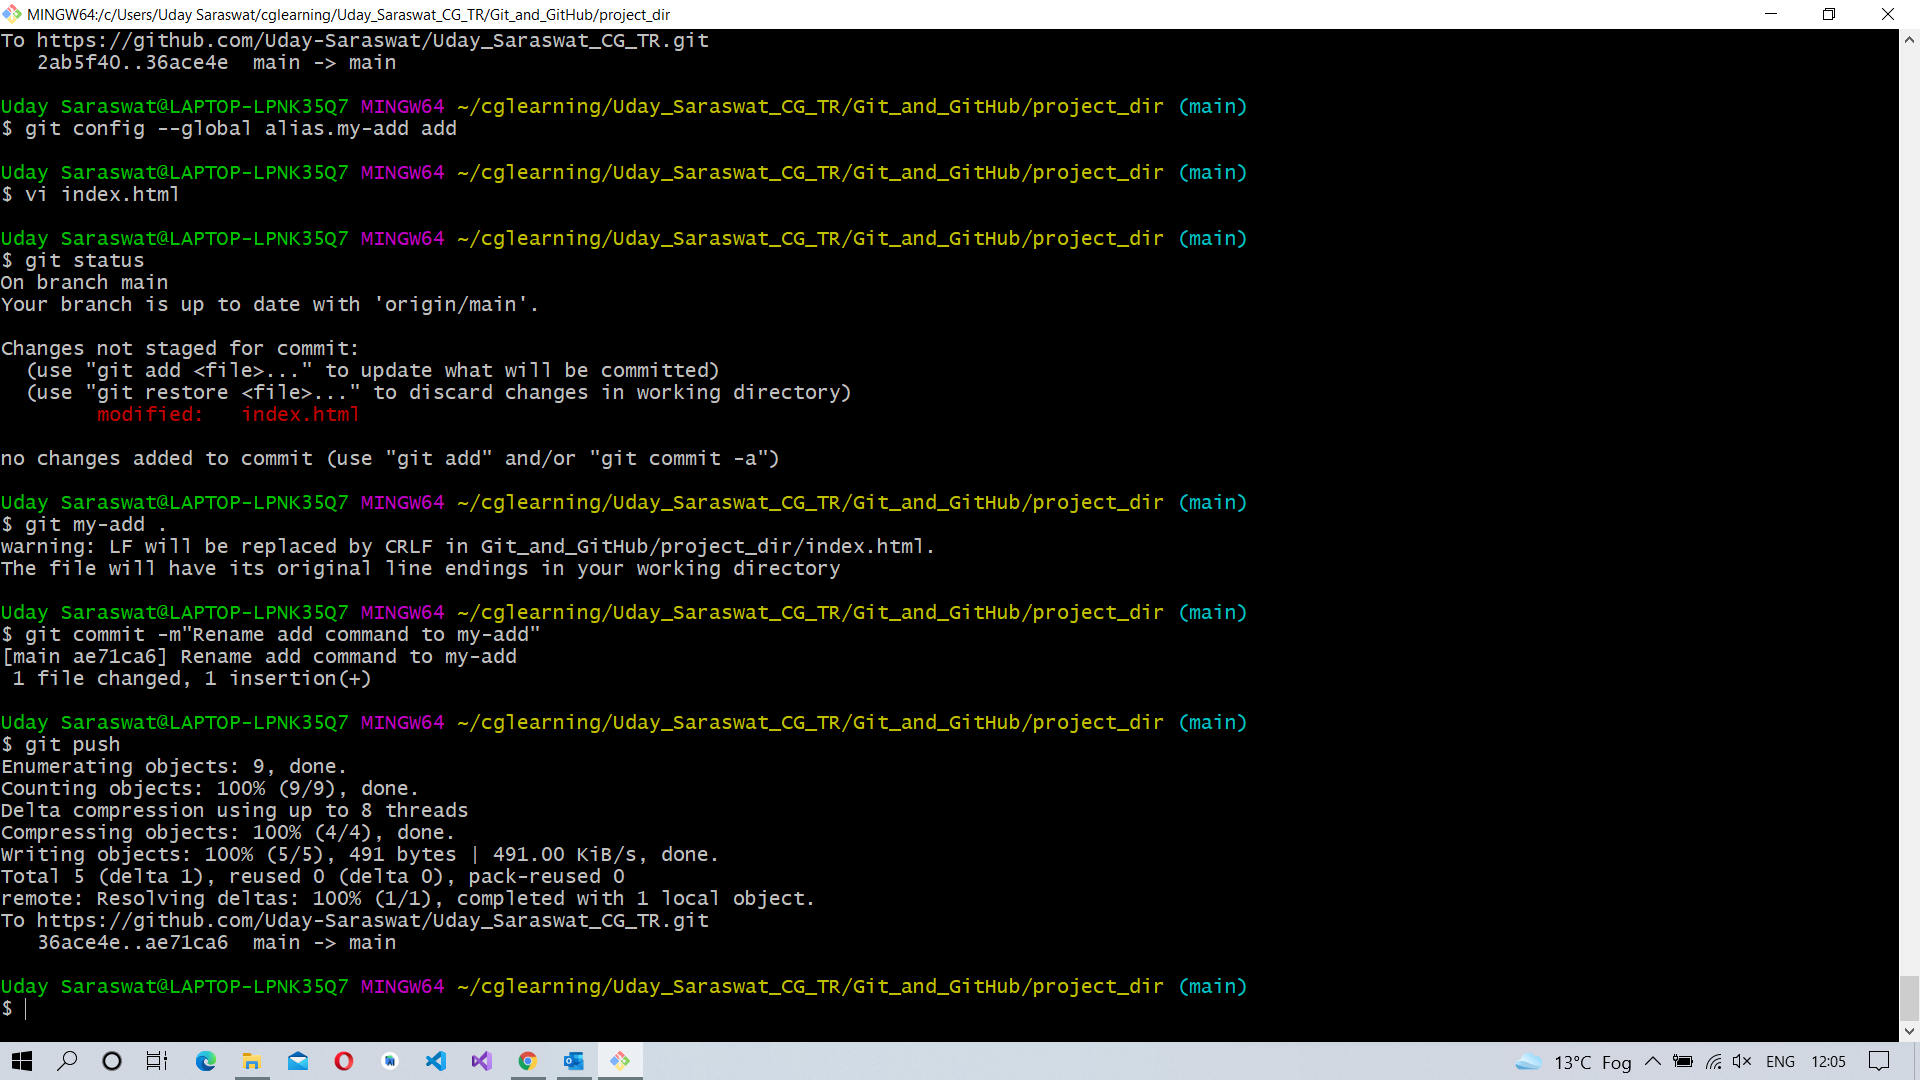 MINGW64:/c/Users/Uday Saraswat/cglearning/Uday_Saraswat_CG_TR/Git_and_GitHub/project_dir
To https://github.com/Uday-Saraswat/Uday_Saraswat_CG_TR.git
   2ab5f40..36ace4e  main -> main
Uday Saraswat@LAPTOP-LPNK35Q7 MINGW64 ~/cglearning/Uday_Saraswat_CG_TR/Git_and_GitHub/project_dir (main)
$ git config --global alias.my-add add
Uday Saraswat@LAPTOP-LPNK35Q7 MINGW64 ~/cglearning/Uday_Saraswat_CG_TR/Git_and_GitHub/project_dir (main)
$ vi index.html
Uday Saraswat@LAPTOP-LPNK35Q7 MINGW64 ~/cglearning/Uday_Saraswat_CG_TR/Git_and_GitHub/project_dir (main)
$ git status
On branch main
Your branch is up to date with 'origin/main'.
Changes not staged for commit:
  (use "git add <file>..." to update what will be committed)
  (use "git restore <file>..." to discard changes in working directory)
        modified:   index.html
no changes added to commit (use "git add" and/or "git commit -a")
Uday Saraswat@LAPTOP-LPNK35Q7 MINGW64 ~/cglearning/Uday_Saraswat_CG_TR/Git_and_GitHub/project_dir (main)
$ git my-add .
warning: LF will be replaced by CRLF in Git_and_GitHub/project_dir/index.html.
The file will have its original line endings in your working directory
Uday Saraswat@LAPTOP-LPNK35Q7 MINGW64 ~/cglearning/Uday_Saraswat_CG_TR/Git_and_GitHub/project_dir (main)
$ git commit -m"Rename add command to my-add"
[main ae71ca6] Rename add command to my-add
 1 file changed, 1 insertion(+)
Uday Saraswat@LAPTOP-LPNK35Q7 MINGW64 ~/cglearning/Uday_Saraswat_CG_TR/Git_and_GitHub/project_dir (main)
$ git push
Enumerating objects: 9, done.
Counting objects: 100% (9/9), done.
Delta compression using up to 8 threads
Compressing objects: 100% (4/4), done.
Writing objects: 100% (5/5), 491 bytes | 491.00 KiB/s, done.
Total 5 (delta 1), reused 0 (delta 0), pack-reused 0
remote: Resolving deltas: 100% (1/1), completed with 1 local object.
To https://github.com/Uday-Saraswat/Uday_Saraswat_CG_TR.git
   36ace4e..ae71ca6  main -> main
Uday Saraswat@LAPTOP-LPNK35Q7 MINGW64 ~/cglearning/Uday_Saraswat_CG_TR/Git_and_GitHub/project_dir (main)
$
13°C Fog ENG 12:05